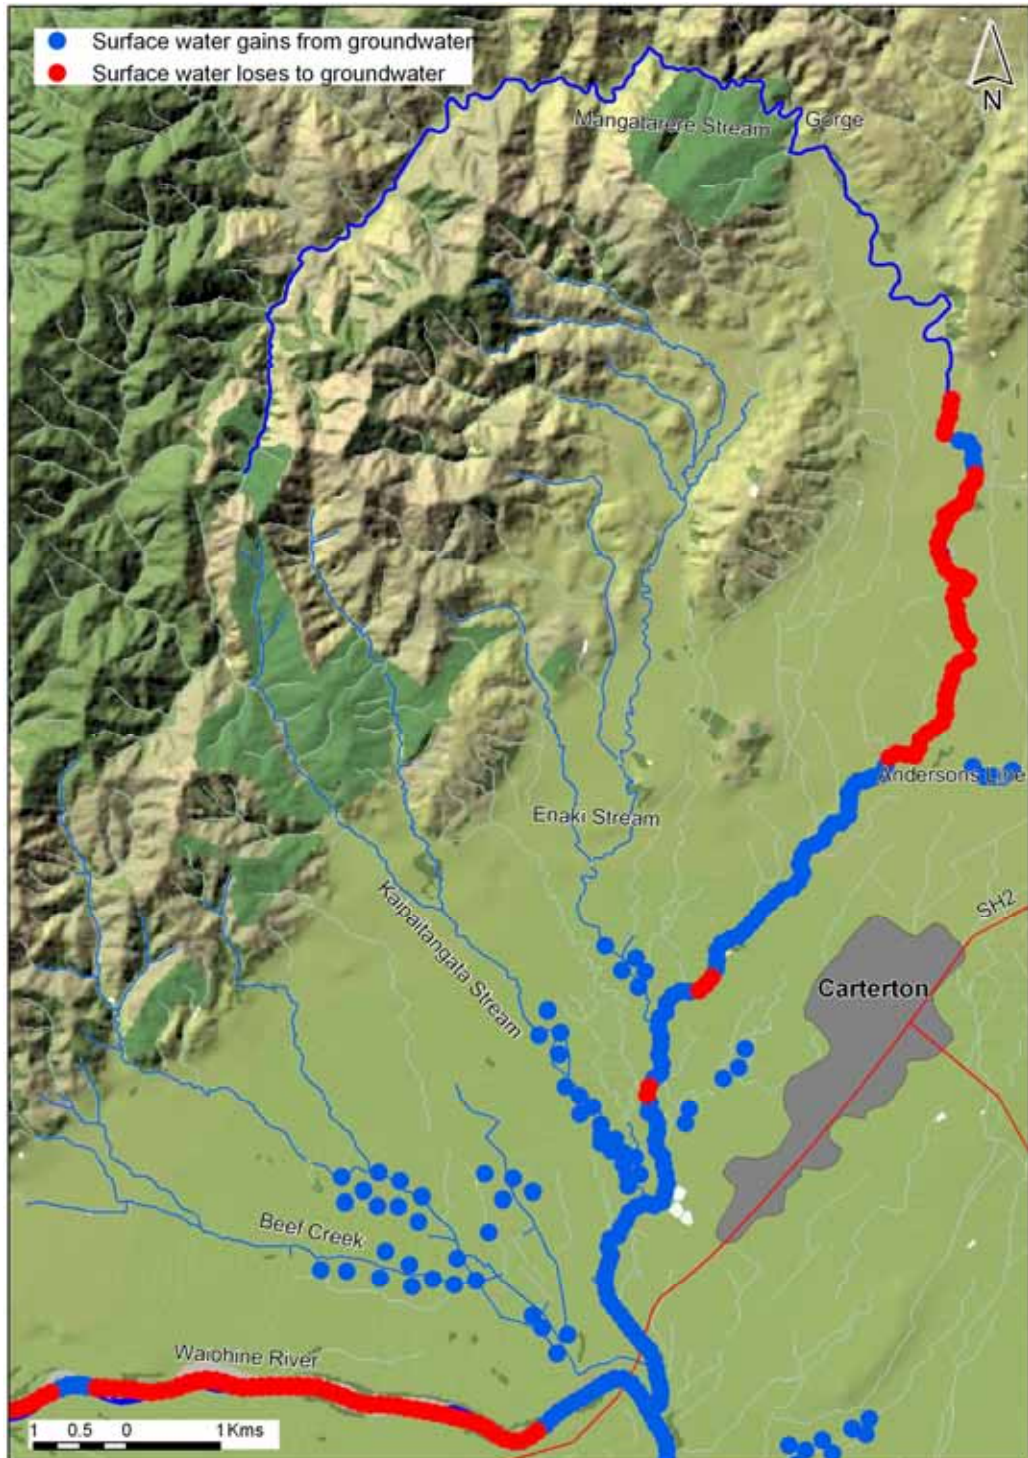 Surface water gains from groundwater
Surface water loses to groundwater
N
Mangatarere Stream
Gorge
Andersons Line
Enaki Stream
Kaipaitangata Stream
SH2
Carterton
Beef Creek
Waiohine River
1 0.5 0 1 Kms